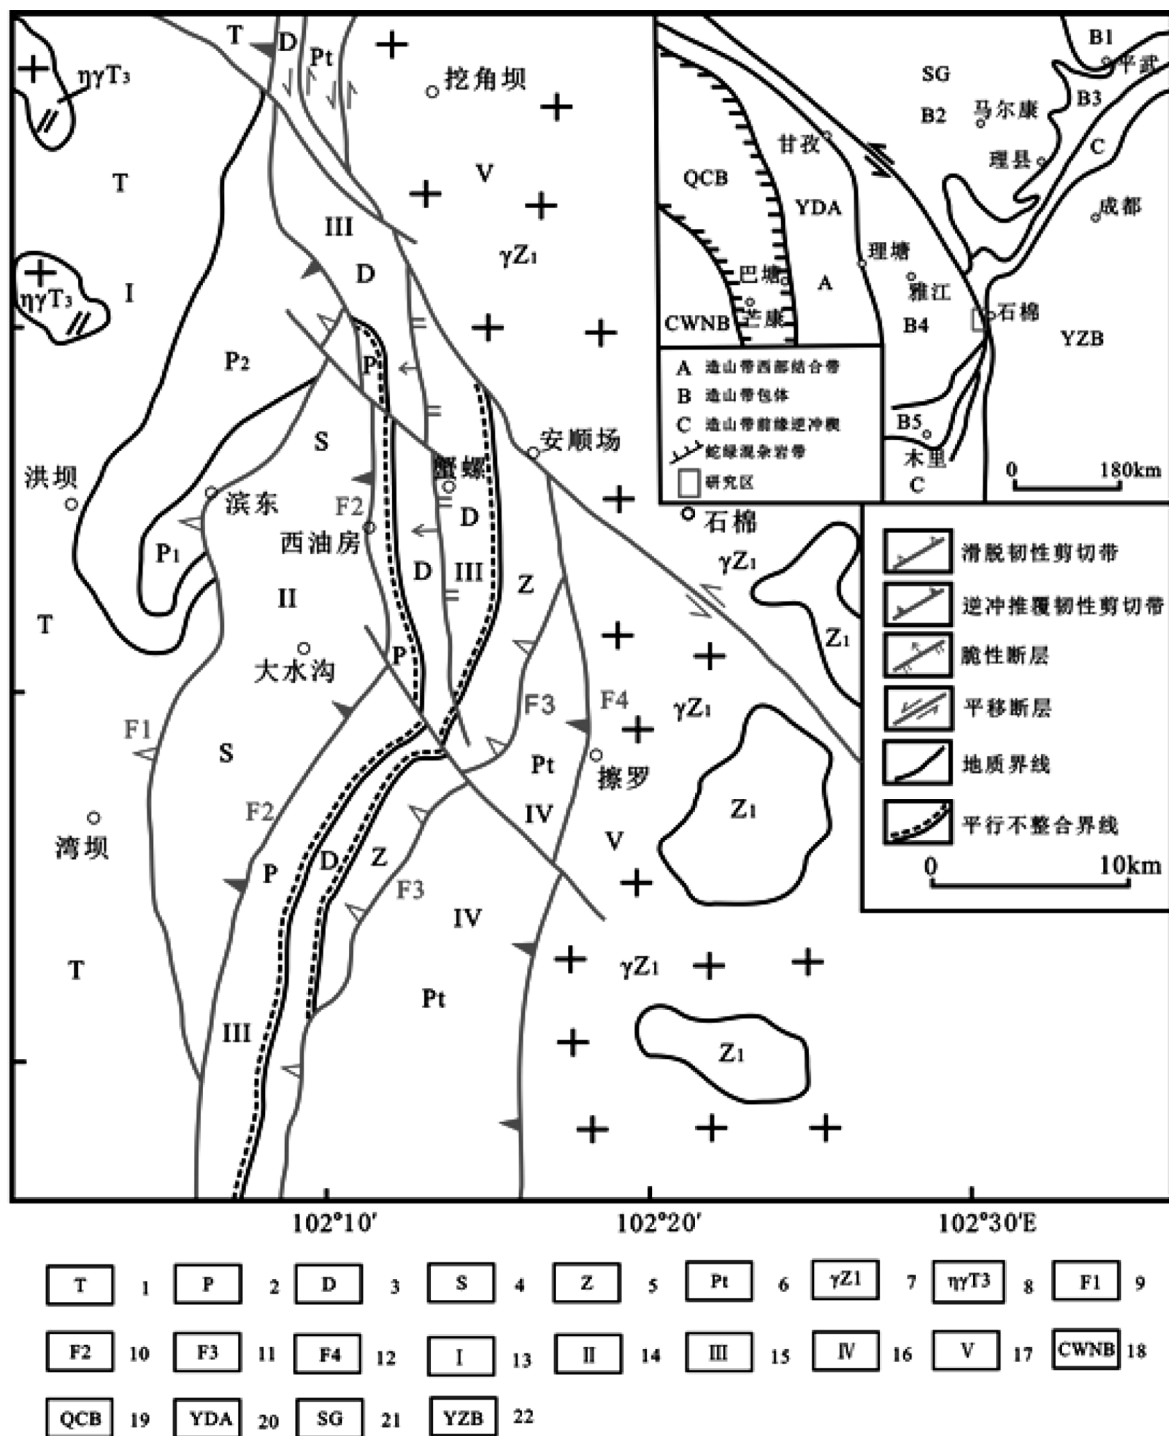 T
D
Pt
ηγT3
挖角坝
T
V
III
γZ1
D
I
ηγT3
P2
P
S
安顺场
蟹螺
洪坝
滨东
F2
D
石棉
西油房
P1
γZ1
D
III
Z
II
T
Z1
P
大水沟
F1
F3
F4
γZ1
S
Pt
擦罗
F2
IV
Z1
湾坝
V
D
Z
P
F3
IV
T
γZ1
Pt
III
Z1
B1
平武
SG
B3
B2
马尔康
甘孜
C
理县
QCB
YDA
成都
理塘
巴塘
A
雅江
芒康
石棉
CWNB
B4
YZB
A 造山带西部结合带
B 造山带包体
C 造山带前缘逆冲楔
蛇绿混杂岩带
研究区
B5
木里
C
0 180km
滑脱韧性剪切带
逆冲推覆韧性剪切带
脆性断层
平移断层
地质界线
平行不整合界线
0 10km
102°10′ 102°20′ 102°30′E
T 1 P 2 D 3 S 4 Z 5 Pt 6 γZ1 7 ηγT3 8 F1 9
F2 10 F3 11 F4 12 I 13 II 14 III 15 IV 16 V 17 CWNB 18
QCB 19 YDA 20 SG 21 YZB 22